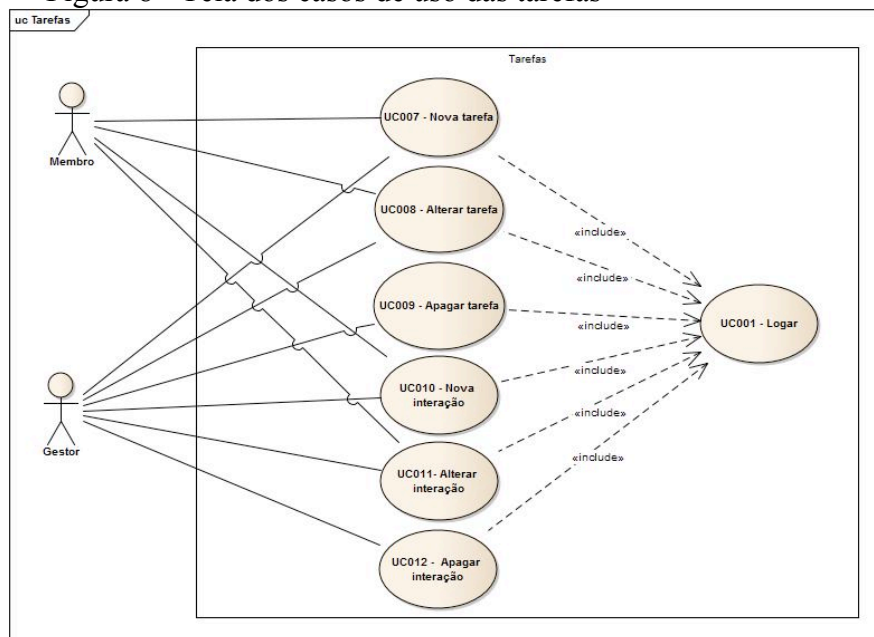 Figura 6 - Tela dos casos de uso das tarefas
uc Tarefas
Tarefas
UC007 - Nova tarefa
Membro
UC008 - Alterar tarefa
«include»
«include»
UC009 - Apagar tarefa
«include»
UC001 - Logar
UC010 - Nova
interação
«include»
Gestor
«include»
UC011- Alterar
interação
«include»
UC012 - Apagar
interação